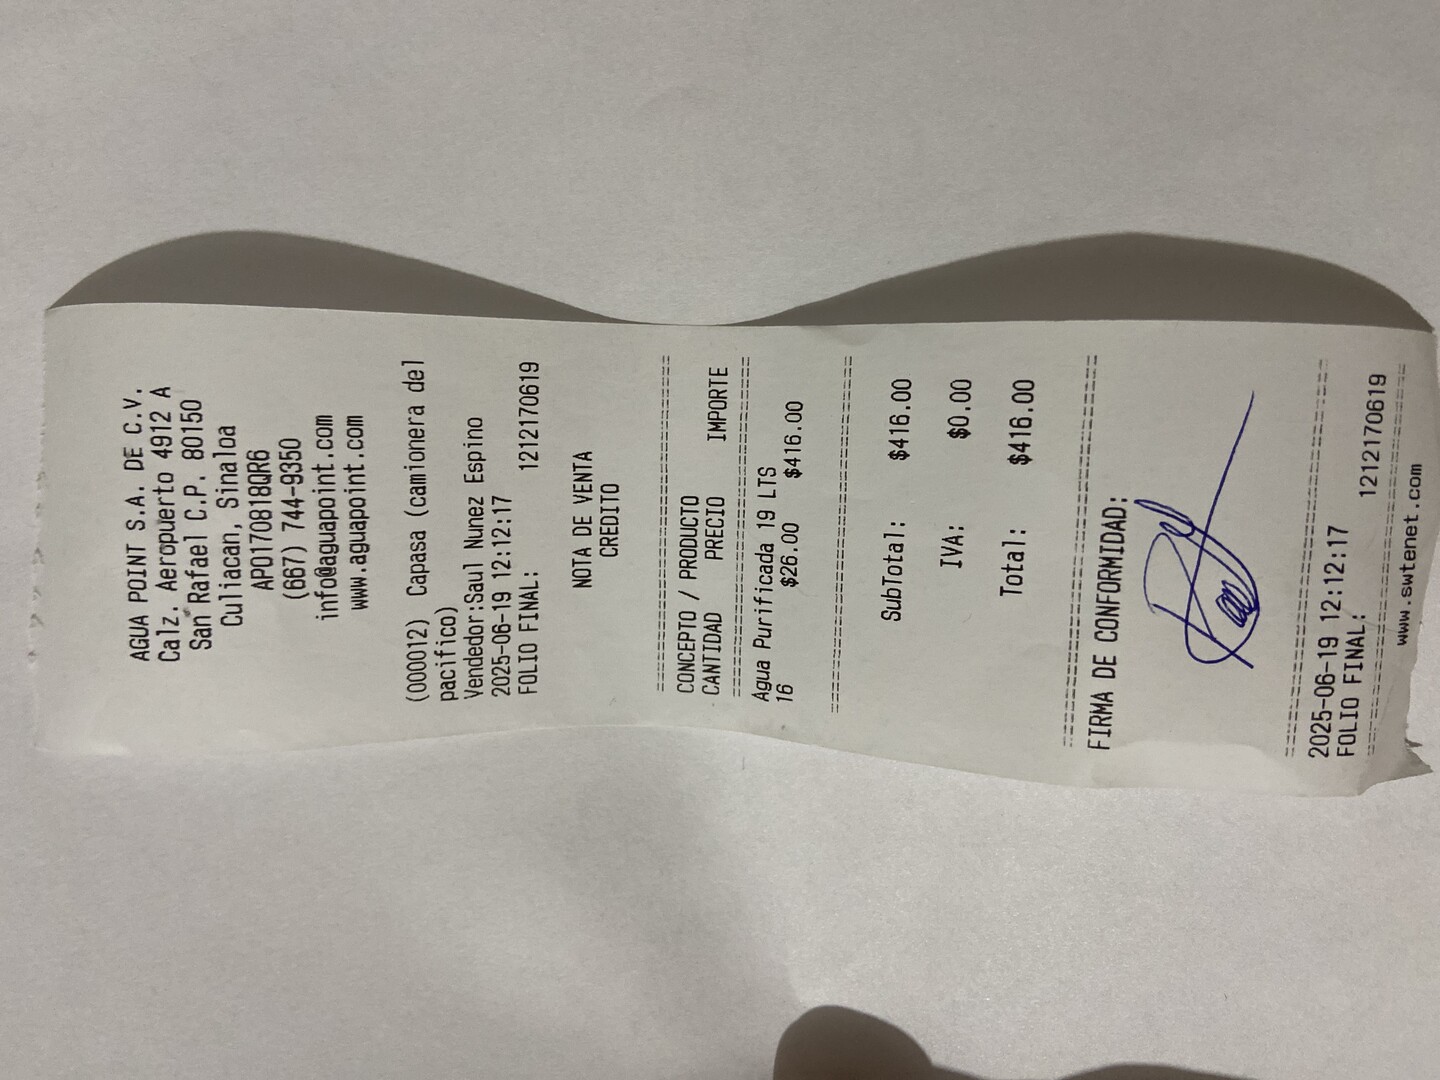 AGUA POINT S.A. DE C.V.
Calz. Aeropuerto 4912 A
San Rafael C.P. 80150
Culiacan, Sinaloa
APO170818QR6
(667) 744-9350
info@aguapoint.com
www.aguapoint.com
(000012) Capasa (camionera del
pacifico)
Vendedor:Saul Nunez Espino
2025-06-19 12:12:17
FOLIO FINAL: 1212170619
NOTA DE VENTA
CREDITO
CONCEPTO / PRODUCTO
CANTIDAD PRECIO IMPORTE
Agua Purificada 19 LTS
16 $26.00 $416.00
SubTotal: $416.00
IVA: $0.00
Total: $416.00
FIRMA DE CONFORMIDAD:
2025-06-19 12:12:17
FOLIO FINAL: 1212170619
www.swtenet.com